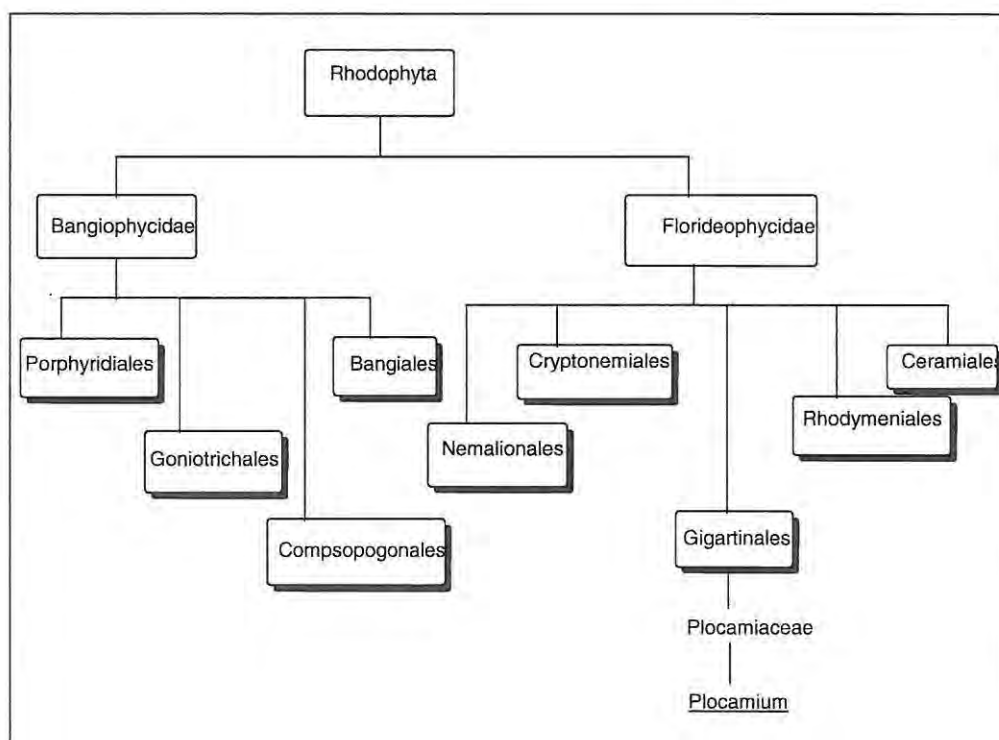 Rhodophyta
Bangiophycidae
Florideophycidae
Porphyridiales
Bangiales
Cryptonemiales
Ceramiales
Rhodymeniales
Goniotrichales
Nemalionales
Compsopogonales
Gigartinales
Plocamiaceae
Plocamium